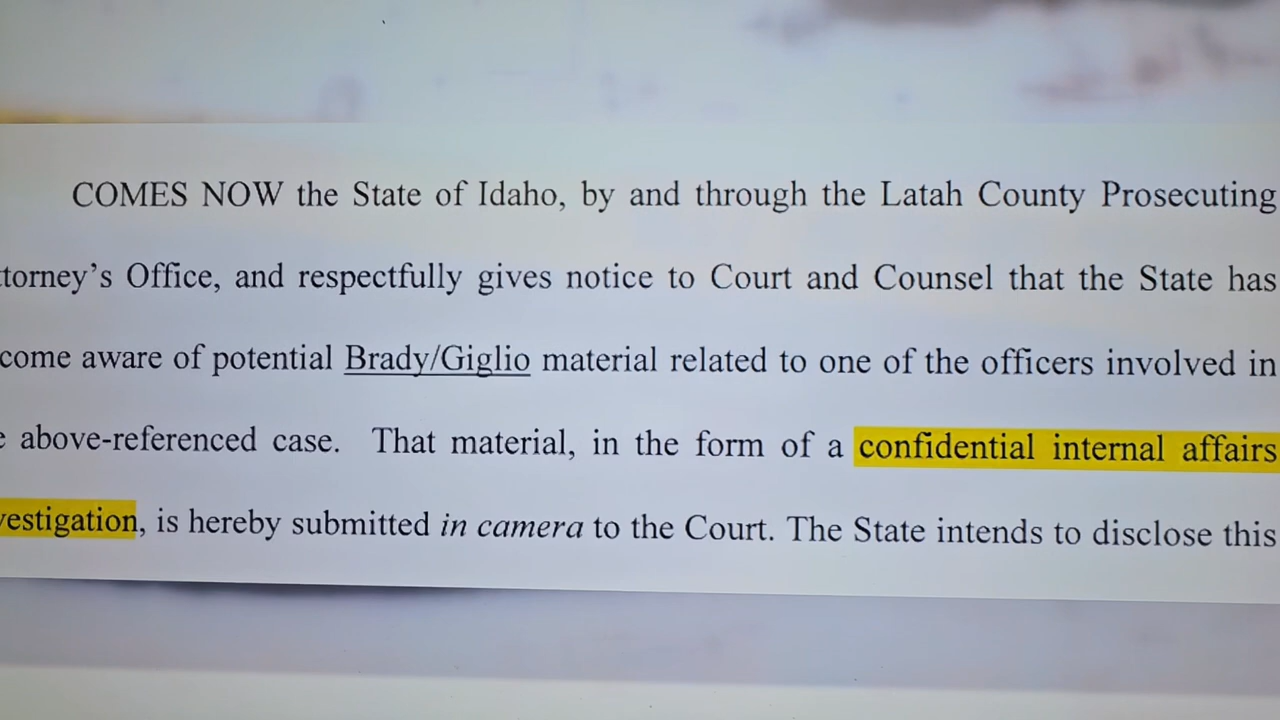 COMES NOW the State of Idaho, by and through the Latah County Prosecuting
torney's Office, and respectfully gives notice to Court and Counsel that the State has
come aware of potential Brady/Giglio material related to one of the officers involved in
e above-referenced case. That material, in the form of a confidential internal affairs
vestigation, is hereby submitted in camera to the Court. The State intends to disclose this